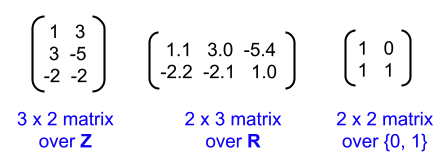 1 3
3 -5
-2 -2
1.1 3.0 -5.4
-2.2 -2.1 1.0
1 0
1 1
3 x 2 matrix
over Z
2 x 3 matrix
over R
2 x 2 matrix
over {0, 1}